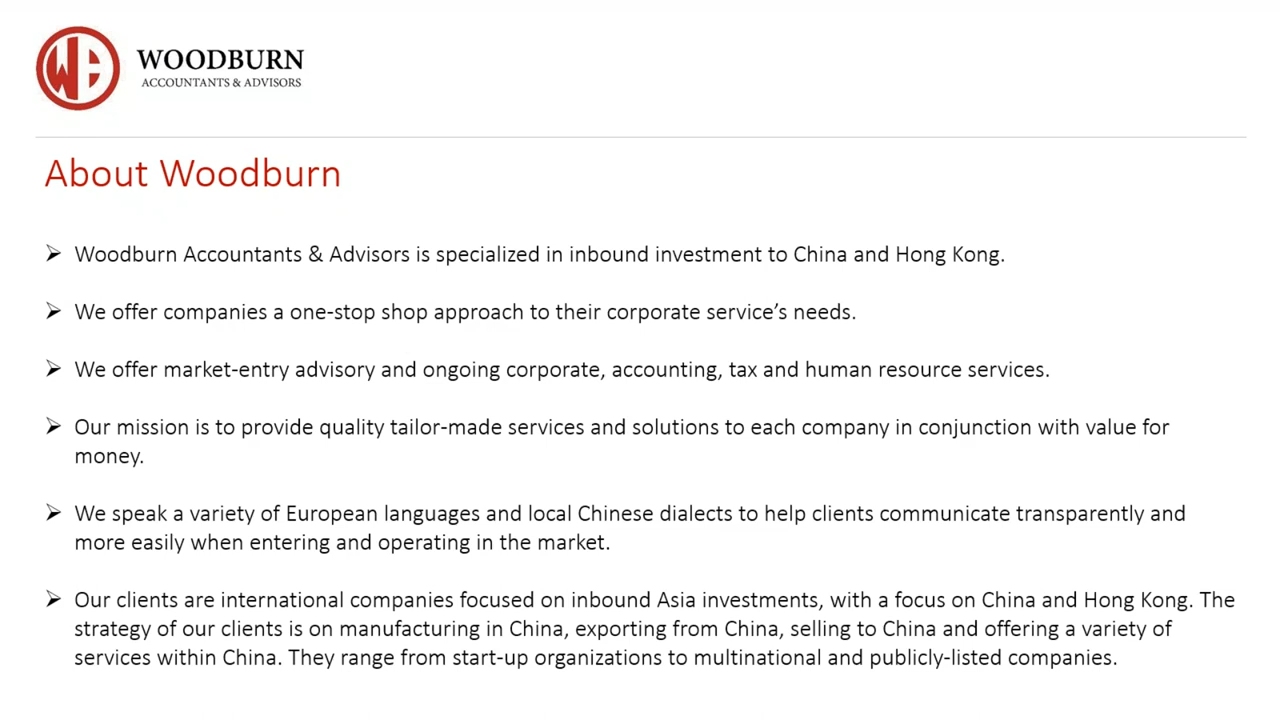 WOODBURN
ACCOUNTANTS & ADVISORS
About Woodburn
➢ Woodburn Accountants & Advisors is specialized in inbound investment to China and Hong Kong.
➢ We offer companies a one-stop shop approach to their corporate service’s needs.
➢ We offer market-entry advisory and ongoing corporate, accounting, tax and human resource services.
➢ Our mission is to provide quality tailor-made services and solutions to each company in conjunction with value for
money.
➢ We speak a variety of European languages and local Chinese dialects to help clients communicate transparently and
more easily when entering and operating in the market.
➢ Our clients are international companies focused on inbound Asia investments, with a focus on China and Hong Kong. The
strategy of our clients is on manufacturing in China, exporting from China, selling to China and offering a variety of
services within China. They range from start-up organizations to multinational and publicly-listed companies.